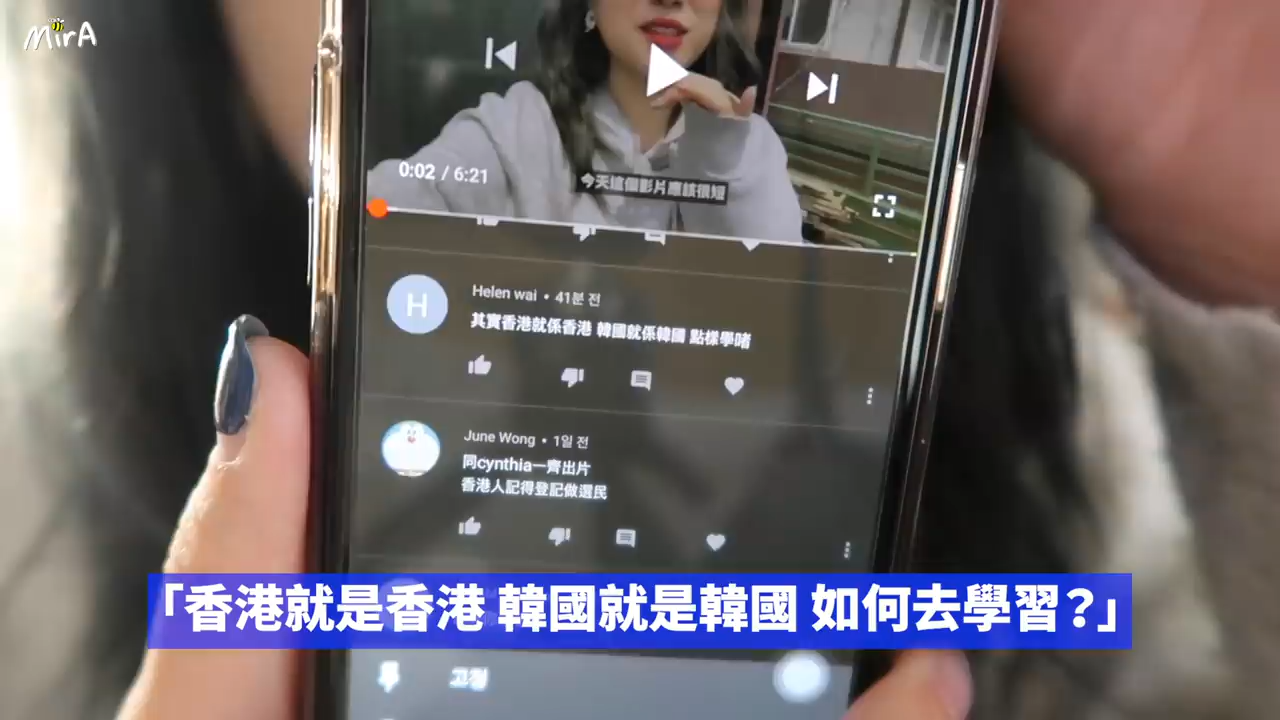 MirA
0:02 / 6:21
今天這個影片應該很短
Helen wai • 41분 전
其實香港就係香港 韓國就係韓國 點樣學啫
June Wong • 1일 전
同cynthia一齊出片
香港人記得登記做選民
「香港就是香港 韓國就是韓國 如何去學習？」
고정